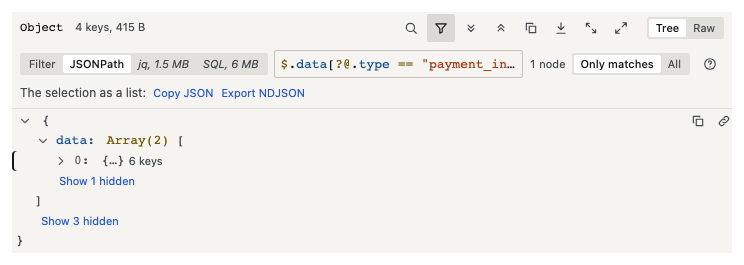 Object 4 keys, 415 B Tree Raw
Filter JSONPath jq, 1.5 MB SQL, 6 MB $.data[?@.type == "payment_in… 1 node Only matches All
The selection as a list: Copy JSON Export NDJSON
{
data: Array(2) [
0: {…} 6 keys
Show 1 hidden
]
Show 3 hidden
}